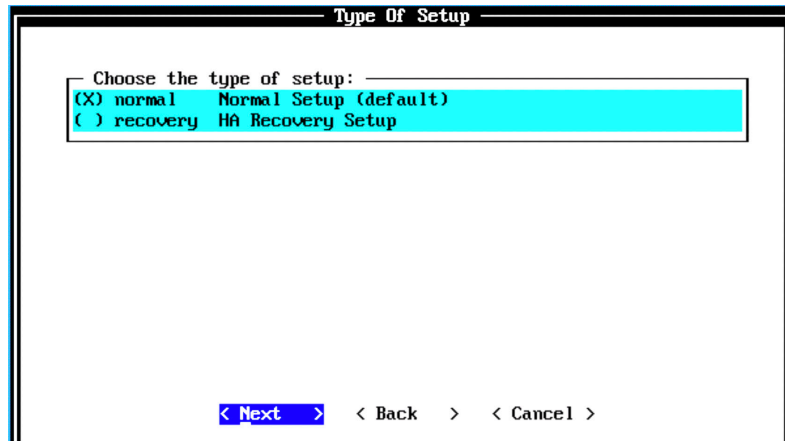 Type Of Setup
Choose the type of setup:
(X) normal Normal Setup (default)
( ) recovery HA Recovery Setup
< Next > < Back > < Cancel >